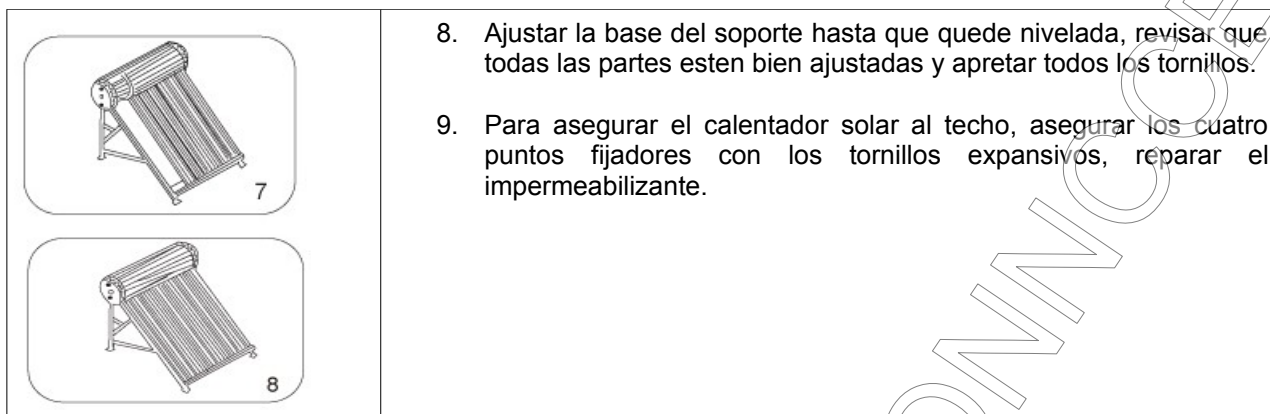 7
8
8. Ajustar la base del soporte hasta que quede nivelada, revisar que
todas las partes esten bien ajustadas y apretar todos los tornillos.
9. Para asegurar el calentador solar al techo, asegurar los cuatro
puntos fijadores con los tornillos expansivos, reparar el
impermeabilizante.